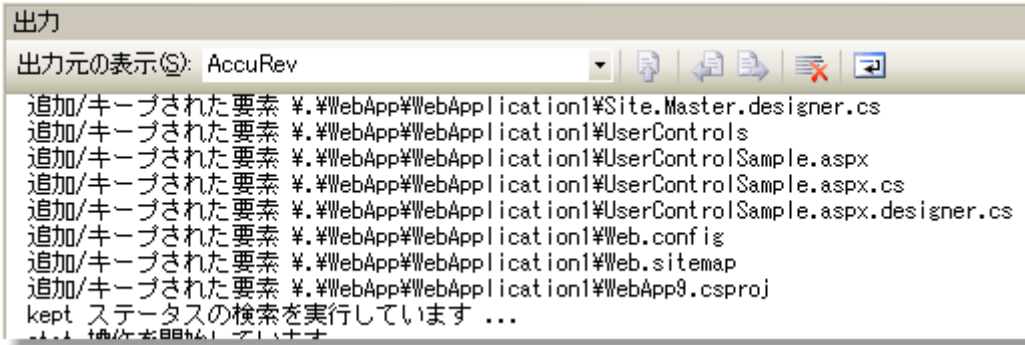 出力
出力元の表示(S): AccuRev
追加/キープされた要素 ¥.¥WebApp¥WebApplication1¥Site.Master.designer.cs
追加/キープされた要素 ¥.¥WebApp¥WebApplication1¥UserControls
追加/キープされた要素 ¥.¥WebApp¥WebApplication1¥UserControlSample.aspx
追加/キープされた要素 ¥.¥WebApp¥WebApplication1¥UserControlSample.aspx.cs
追加/キープされた要素 ¥.¥WebApp¥WebApplication1¥UserControlSample.aspx.designer.cs
追加/キープされた要素 ¥.¥WebApp¥WebApplication1¥Web.config
追加/キープされた要素 ¥.¥WebApp¥WebApplication1¥Web.sitemap
追加/キープされた要素 ¥.¥WebApp¥WebApplication1¥WebApp9.csproj
kept ステータスの検索を実行しています ...